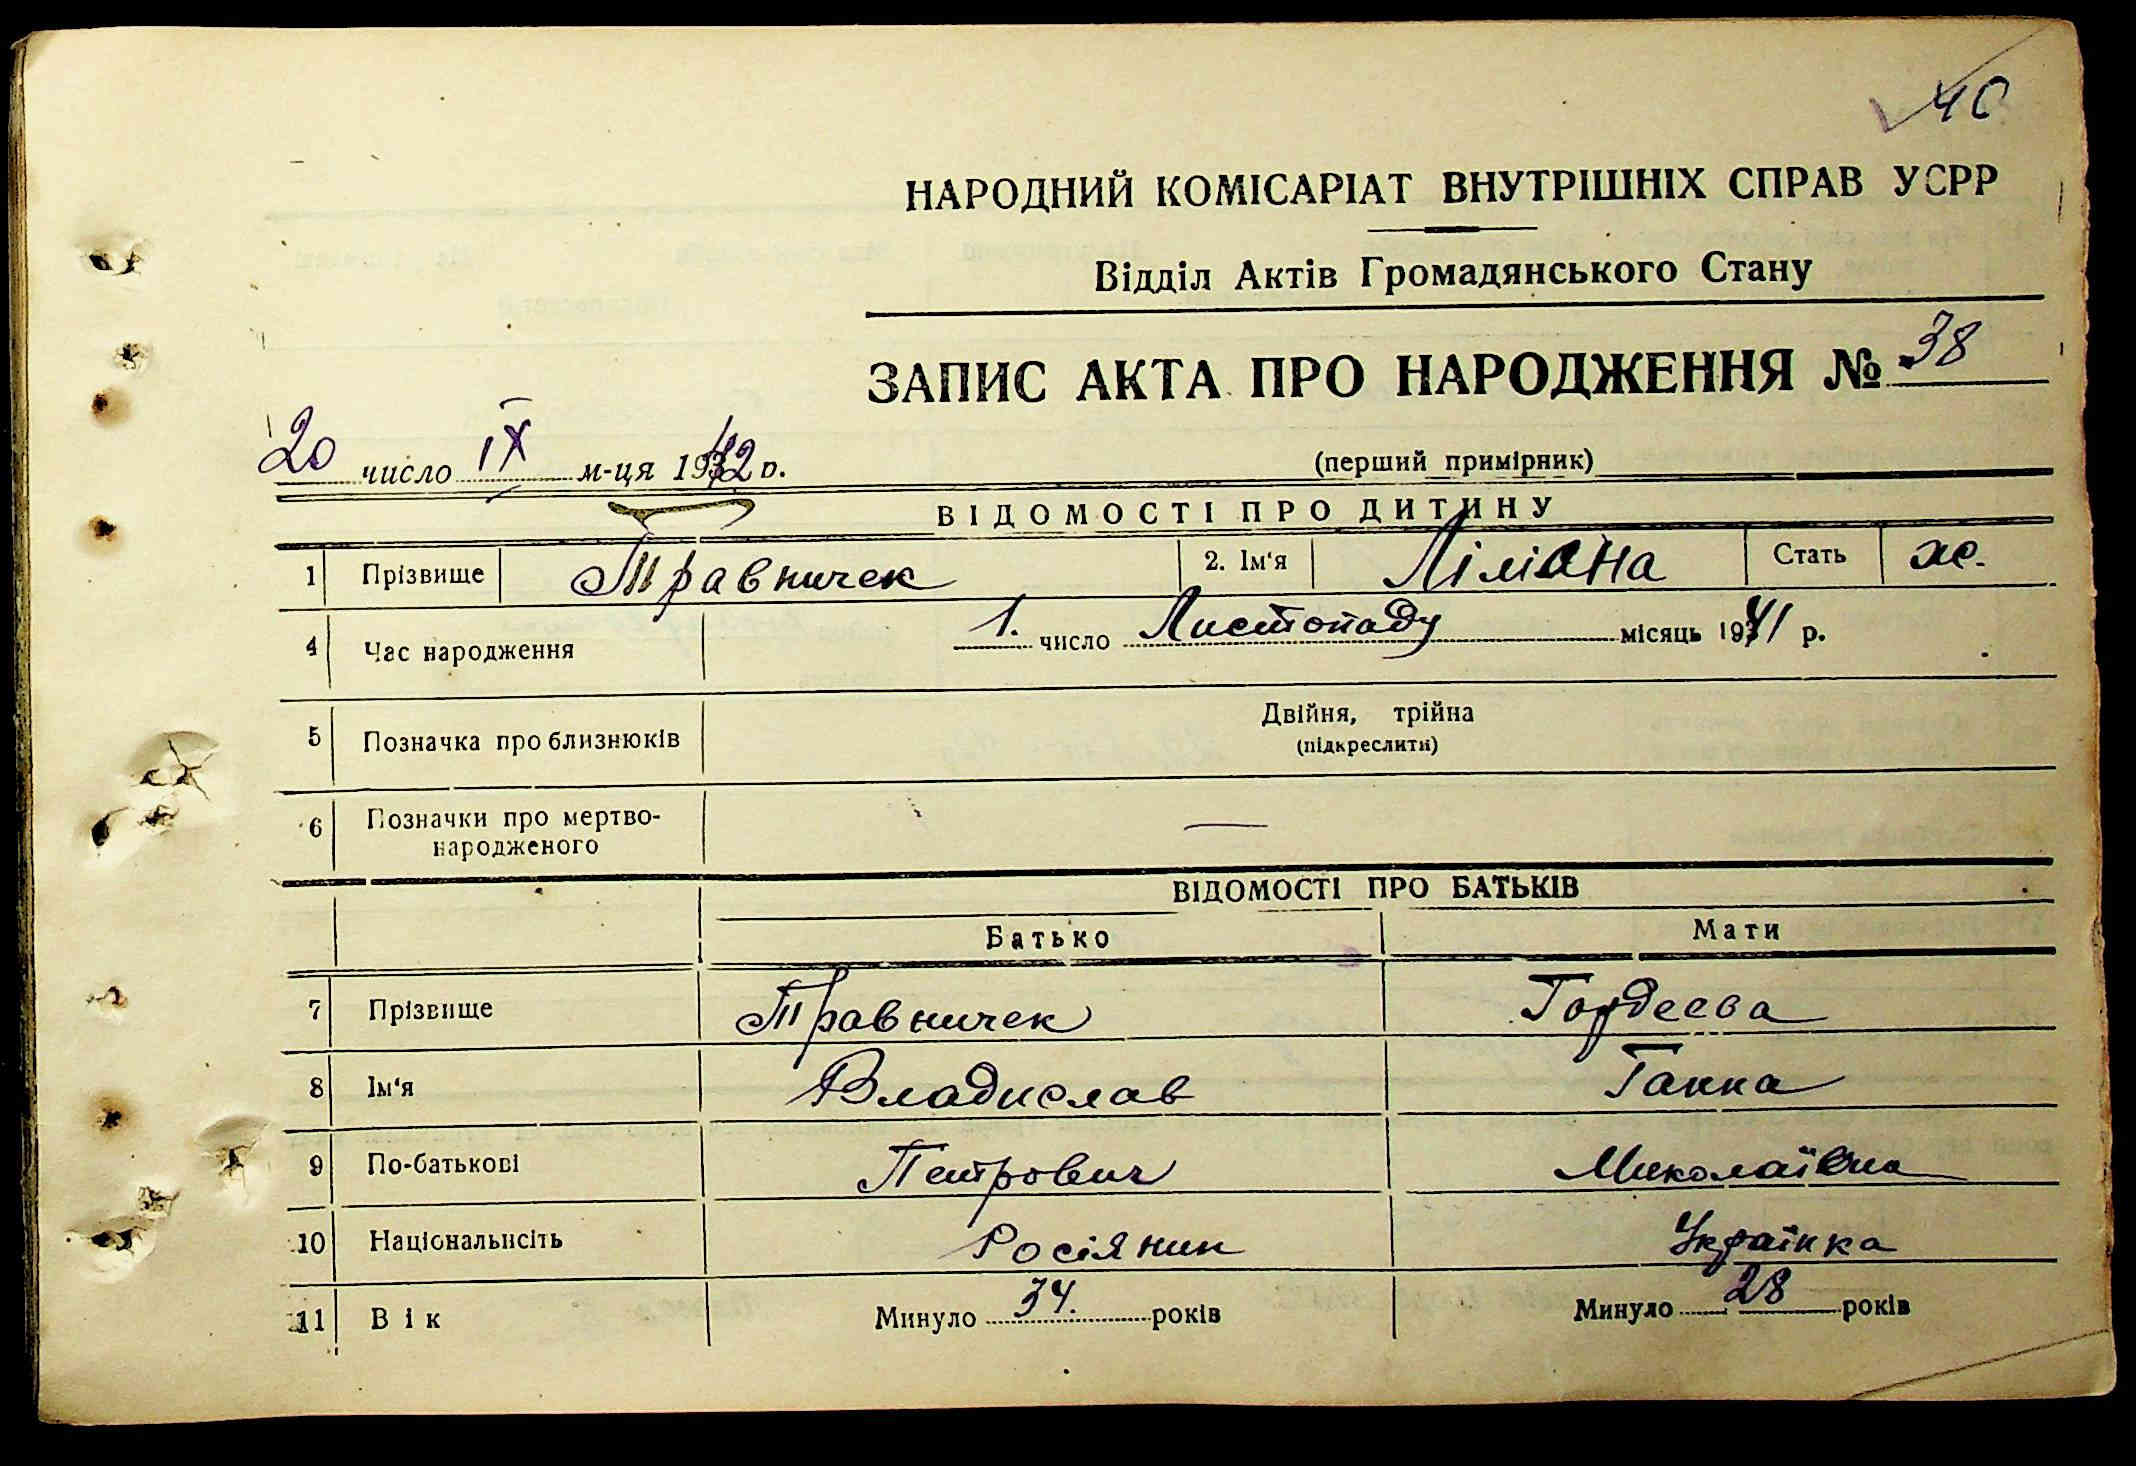 40
НАРОДНИЙ КОМІСАРІАТ ВНУТРІШНІХ СПРАВ УСРР
Відділ Актів Громадянського Стану
ЗАПИС АКТА ПРО НАРОДЖЕННЯ № 38
20 число IX м-ця 1942 р.
(перший примірник)
ВІДОМОСТІ ПРО ДИТИНУ
1 Прізвище Травничек 2. Ім'я Ліліана Стать ж.
4 Час народження 1. число Листопаду місяць 1941 р.
5 Позначка про близнюків Двійня, трійна
(підкреслити)
6 Позначки про мертво-
народженого —
ВІДОМОСТІ ПРО БАТЬКІВ
Батько Мати
7 Прізвище Травничек Гордеева
8 Ім'я Владислав Ганна
9 По-батькові Петрович Миколаївна
10 Національнсіть Росіянин Українка
11 Вік Минуло 34. років Минуло 28 років